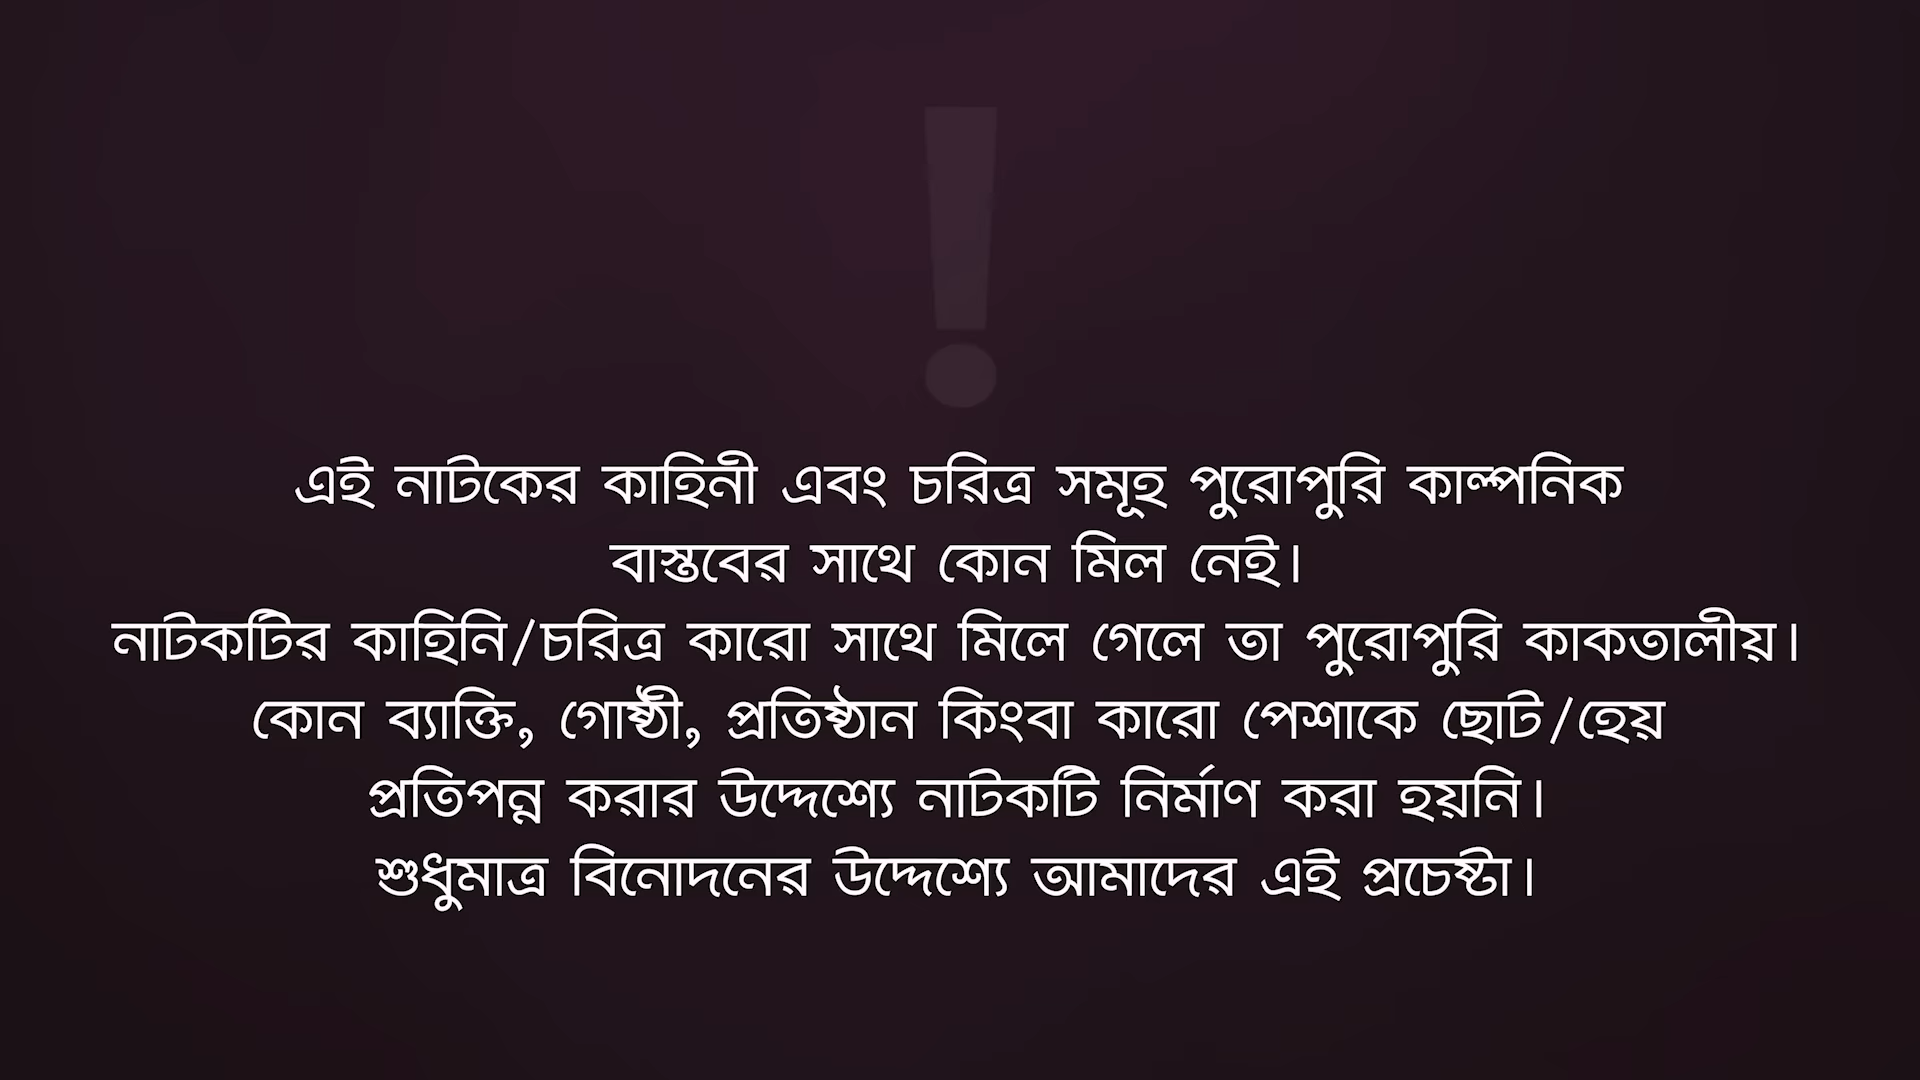 এই নাটকের কাহিনী এবং চরিত্র সমূহ পুরোপুরি কাল্পনিক
বাস্তবের সাথে কোন মিল নেই।
নাটকটির কাহিনি/চরিত্র কারো সাথে মিলে গেলে তা পুরোপুরি কাকতালীয়।
কোন ব্যাক্তি, গোষ্ঠী, প্রতিষ্ঠান কিংবা কারো পেশাকে ছোট/হেয়
প্রতিপন্ন করার উদ্দেশ্যে নাটকটি নির্মাণ করা হয়নি।
শুধুমাত্র বিনোদনের উদ্দেশ্যে আমাদের এই প্রচেষ্টা।